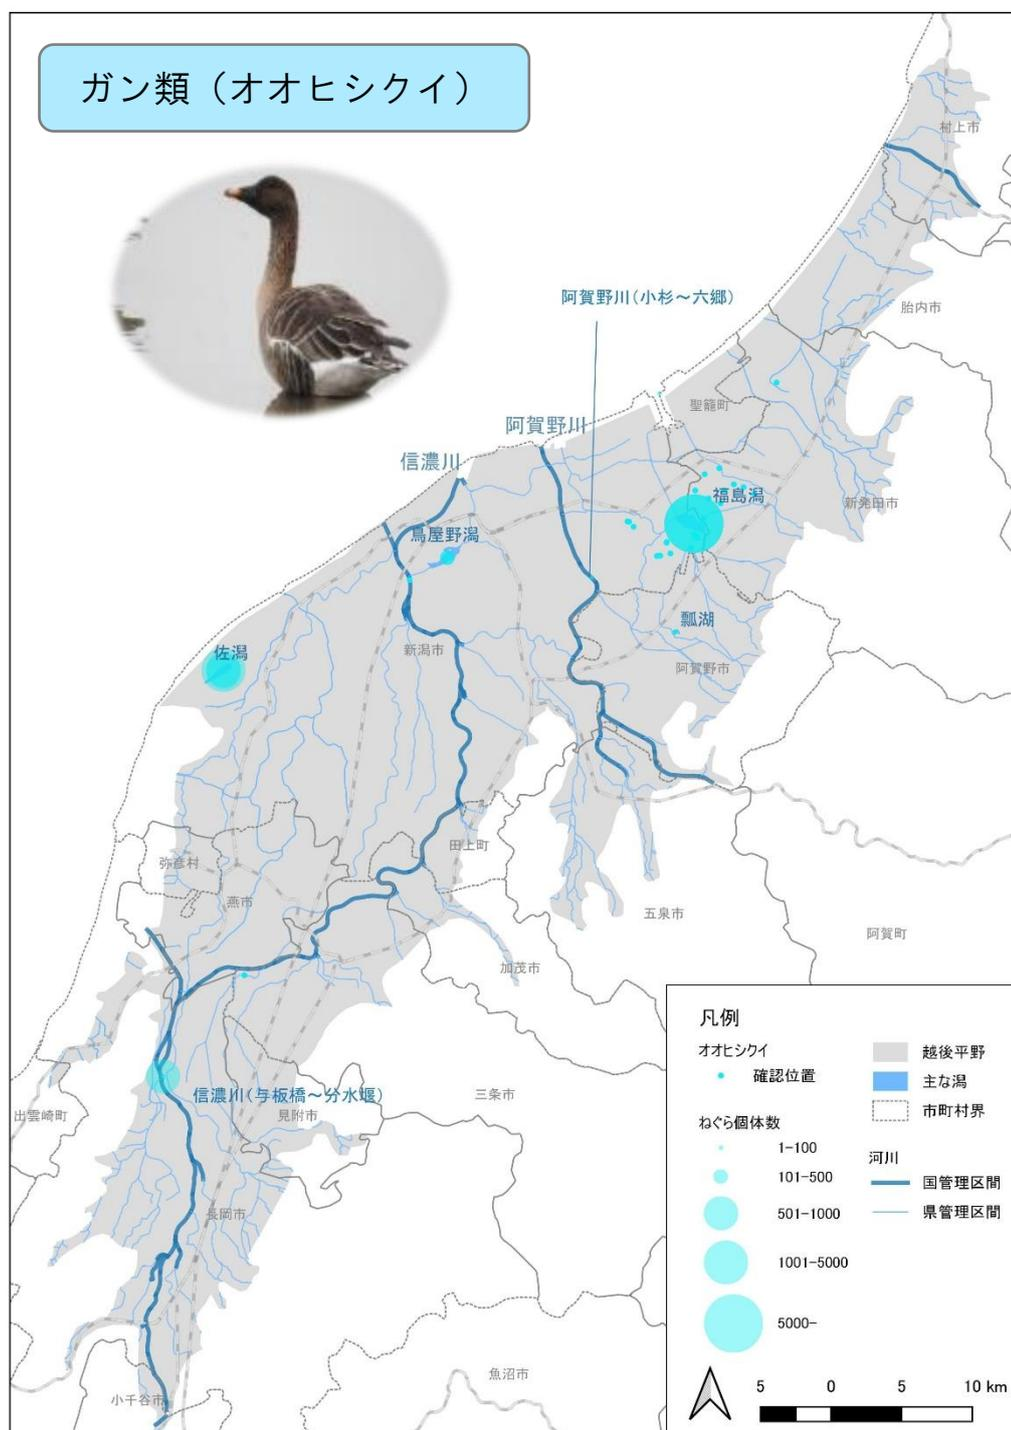 ガン類（オオヒシクイ）
村上市
阿賀野川（小杉～六郷）
胎内市
聖籠町
阿賀野川
信濃川
福島潟
新発田市
鳥屋野潟
瓢湖
新潟市
佐潟
阿賀野市
田上町
弥彦村
燕市
五泉市
阿賀町
加茂市
三条市
信濃川（与板橋～分水堰）
出雲崎町
見附市
長岡市
魚沼市
小千谷市
凡例
オオヒシクイ
確認位置
ねぐら個体数
1-100
101-500
501-1000
1001-5000
5000-
越後平野
主な潟
市町村界
河川
国管理区間
県管理区間
5 0 5 10 km